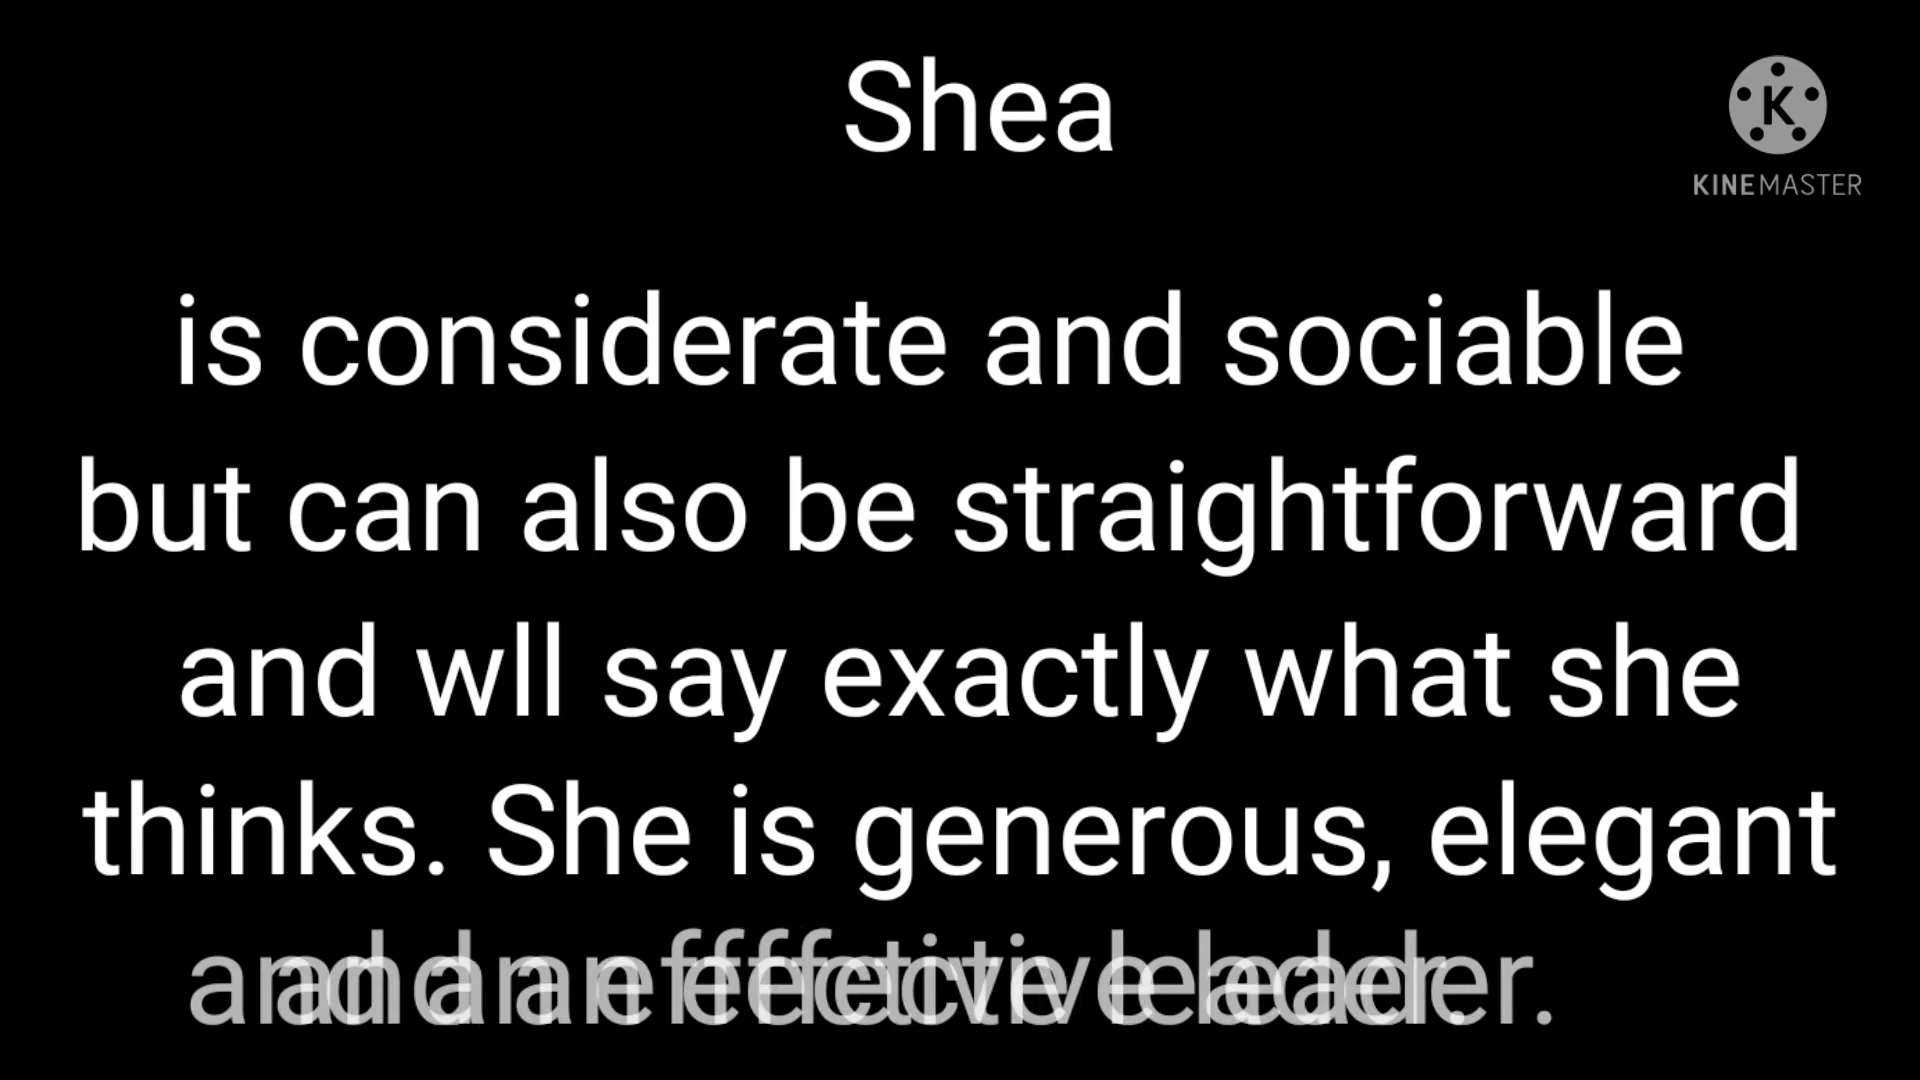 Shea
KINEMASTER
is considerate and sociable
but can also be straightforward
and wll say exactly what she
thinks. She is generous, elegant
and an effective leader.